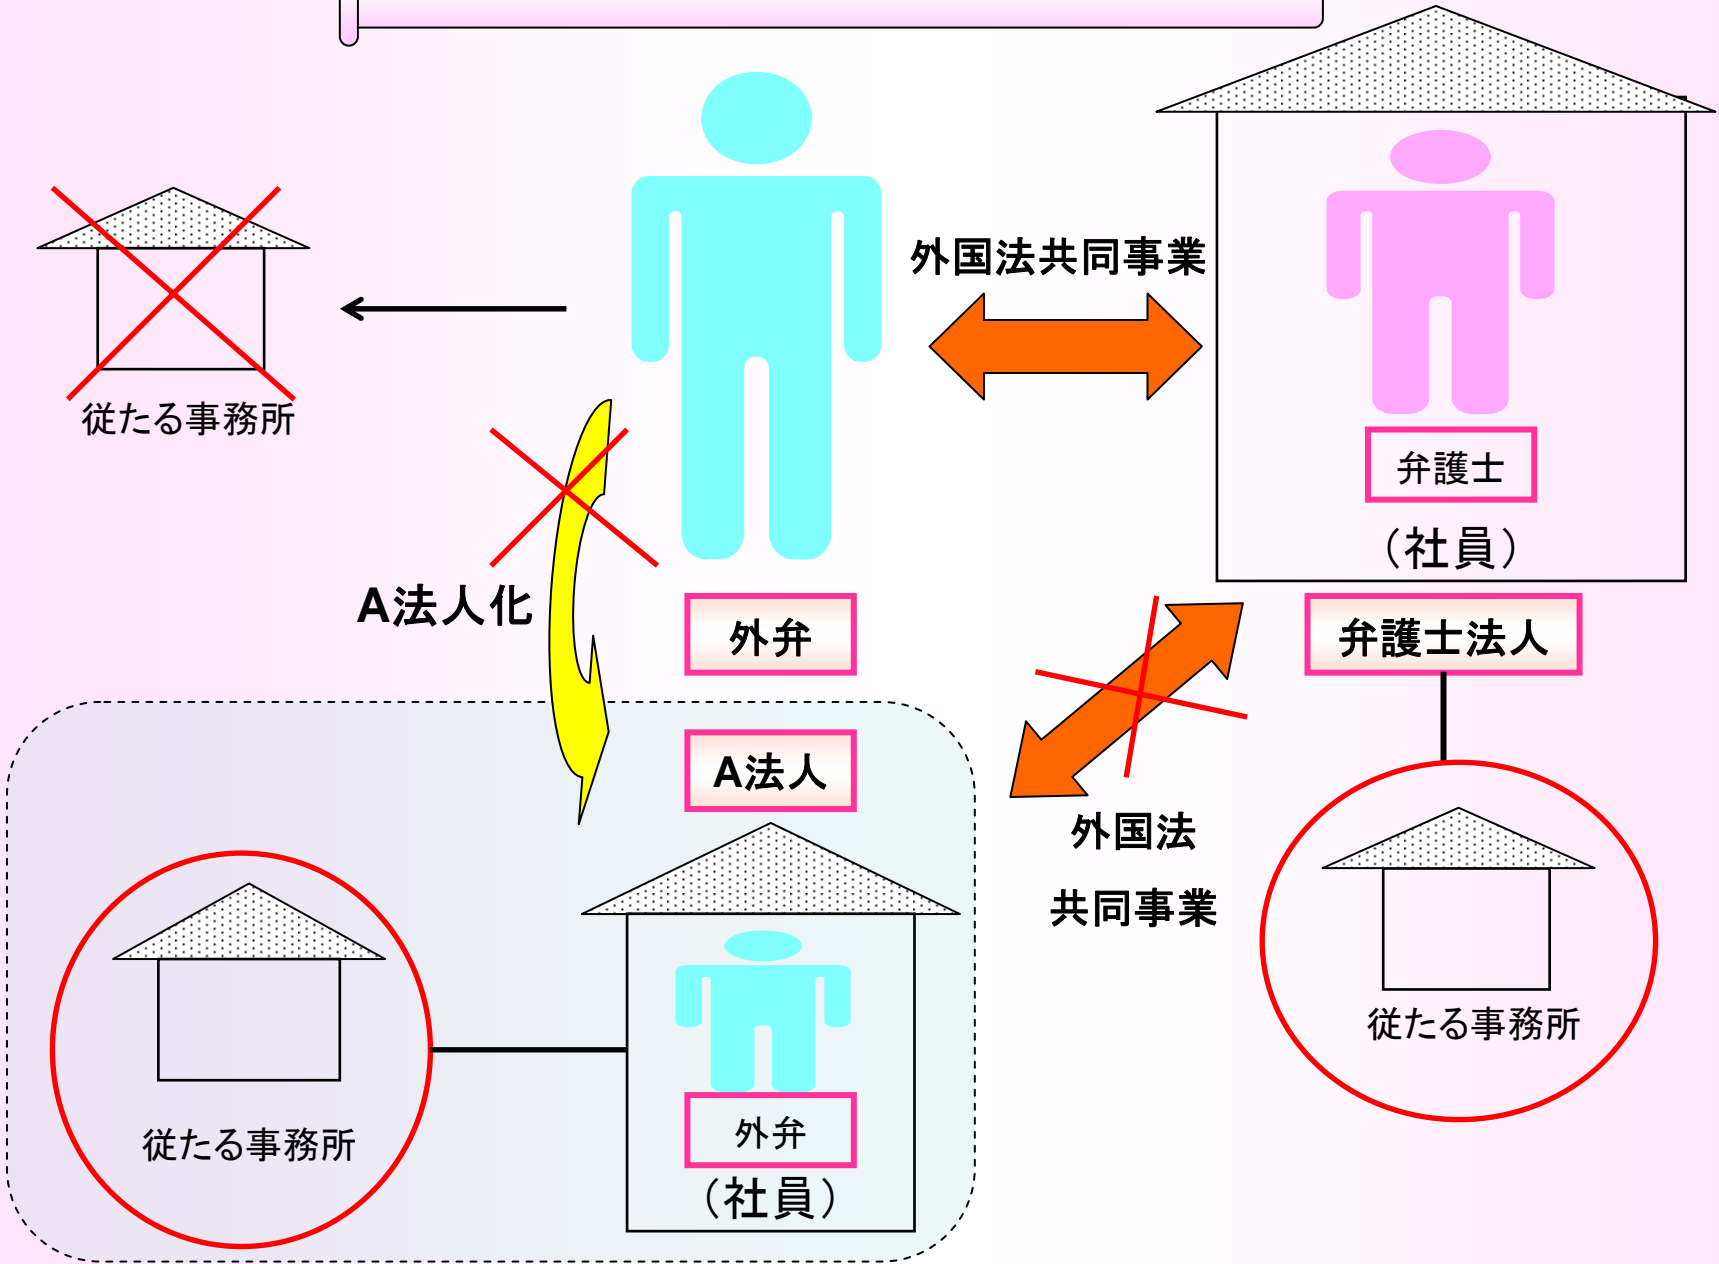 外国法共同事業
従たる事務所
弁護士
（社員）
A法人化
外弁
弁護士法人
A法人
外国法
共同事業
従たる事務所
従たる事務所
外弁
（社員）